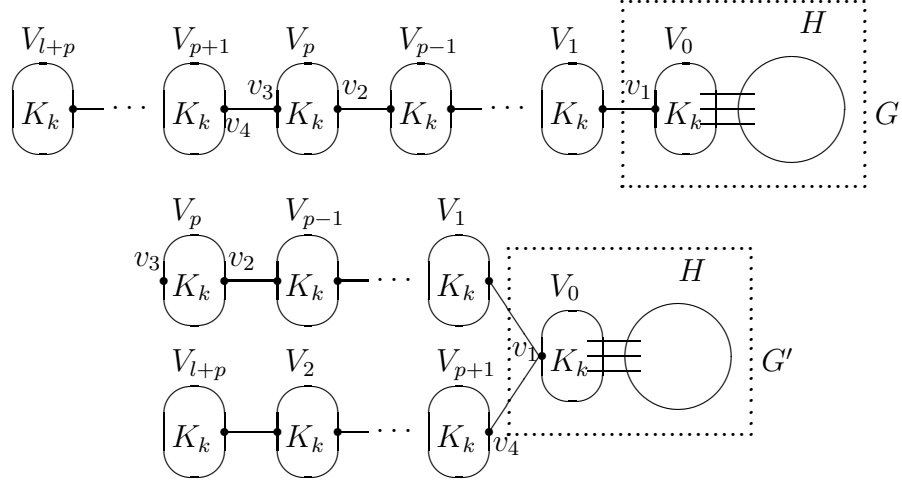 V_{l+p} V_{p+1} V_p V_{p-1} V_1 V_0 H
K_k · · · K_k v_3 K_k v_2 K_k · · · K_k v_1 K_k G
v_4
V_p V_{p-1} V_1
v_3 K_k v_2 K_k · · · K_k V_0 H
v_1 K_k G'
V_{l+p} V_2 V_{p+1}
K_k K_k · · · K_k v_4